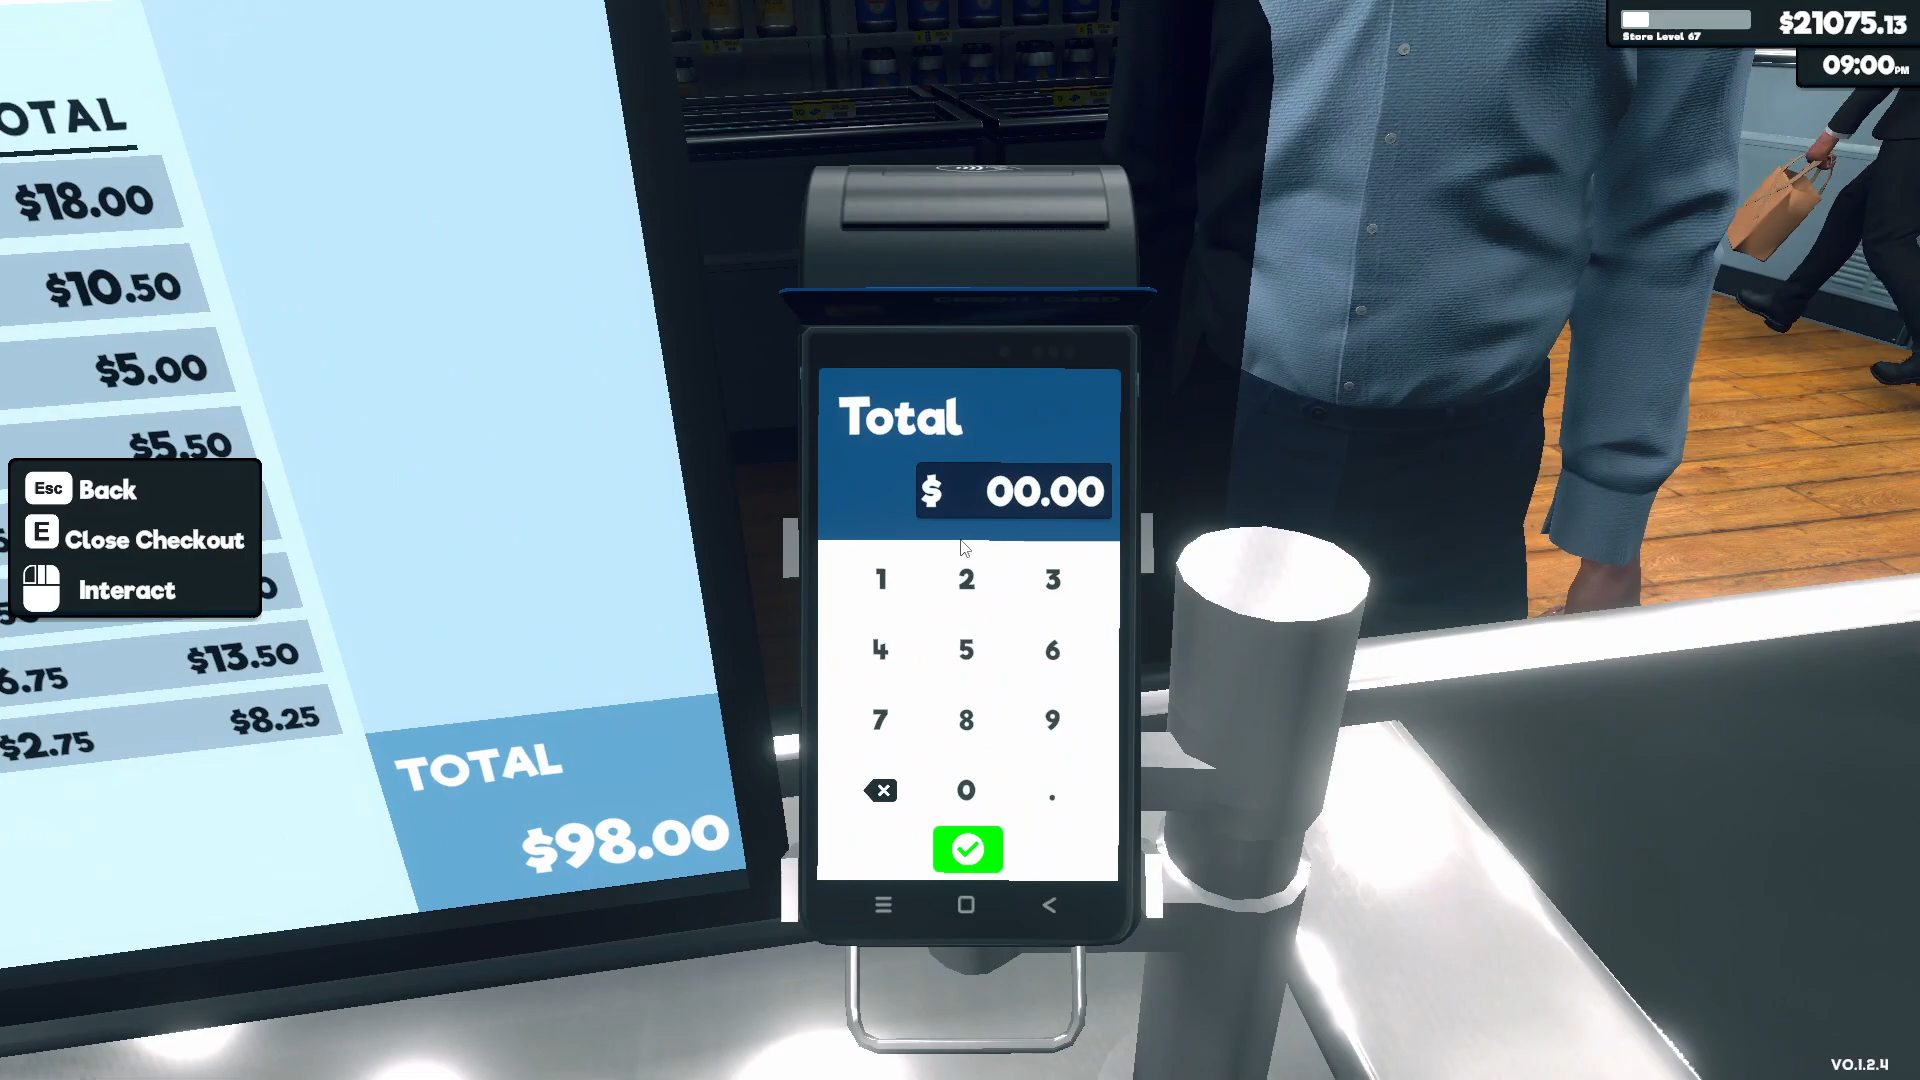 $21075.13
Store Level 67
09:00PM
OTAL
$18.00
$10.50
$5.00
$5.50
Esc Back
E Close Checkout
Interact
6.75 $13.50
$2.75 $8.25
TOTAL
$98.00
CREDIT CARD
Total
$ 00.00
1 2 3
4 5 6
7 8 9
0 .
V0.1.2.4